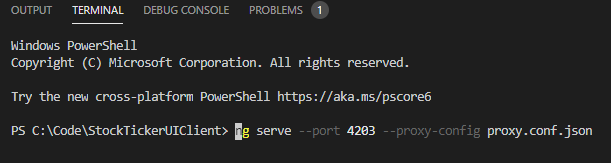 OUTPUT TERMINAL DEBUG CONSOLE PROBLEMS 1
Windows PowerShell
Copyright (C) Microsoft Corporation. All rights reserved.
Try the new cross-platform PowerShell https://aka.ms/pscore6
PS C:\Code\StockTickerUIClient> ng serve --port 4203 --proxy-config proxy.conf.json